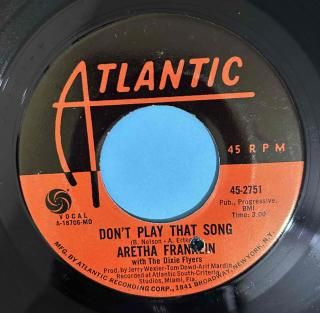 ATLANTIC
45 RPM
45-2751
Pub., Progressive,
BMI
Time: 3:00
VOCAL
A-18706-MO
DON'T PLAY THAT SONG
(B. Nelson - A. Ertegun)
ARETHA FRANKLIN
with The Dixie Flyers
Prod. by Jerry Wexler-Tom Dowd-Arif Mardin
Recorded at Atlantic South-Criteria
Studios, Miami, Fla.
MFG. BY ATLANTIC RECORDING CORP., 1841 BROADWAY, NEW YORK, N.Y.